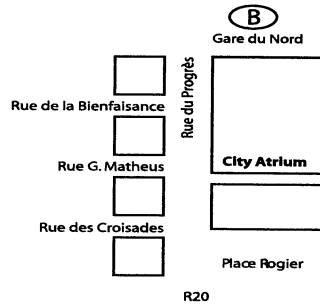 B
Gare du Nord
Rue du Progrès
Rue de la Bienfaisance
City Atrium
Rue G. Matheus
Rue des Croisades
Place Rogier
R20